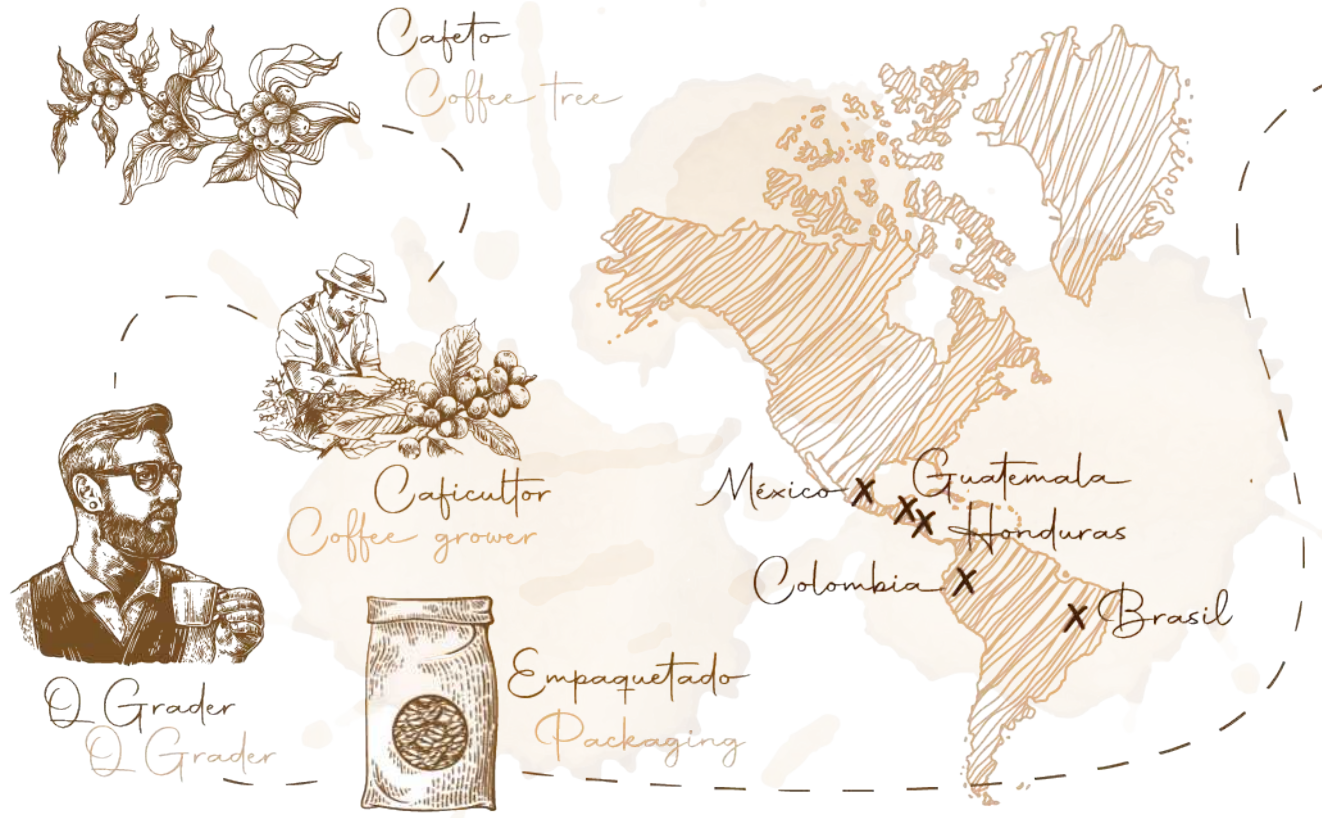 Cafeto
Coffee tree
Caficultor
Coffee grower
Q Grader
Q Grader
Empaquetado
Packaging
México
Guatemala
Honduras
Colombia
Brasil